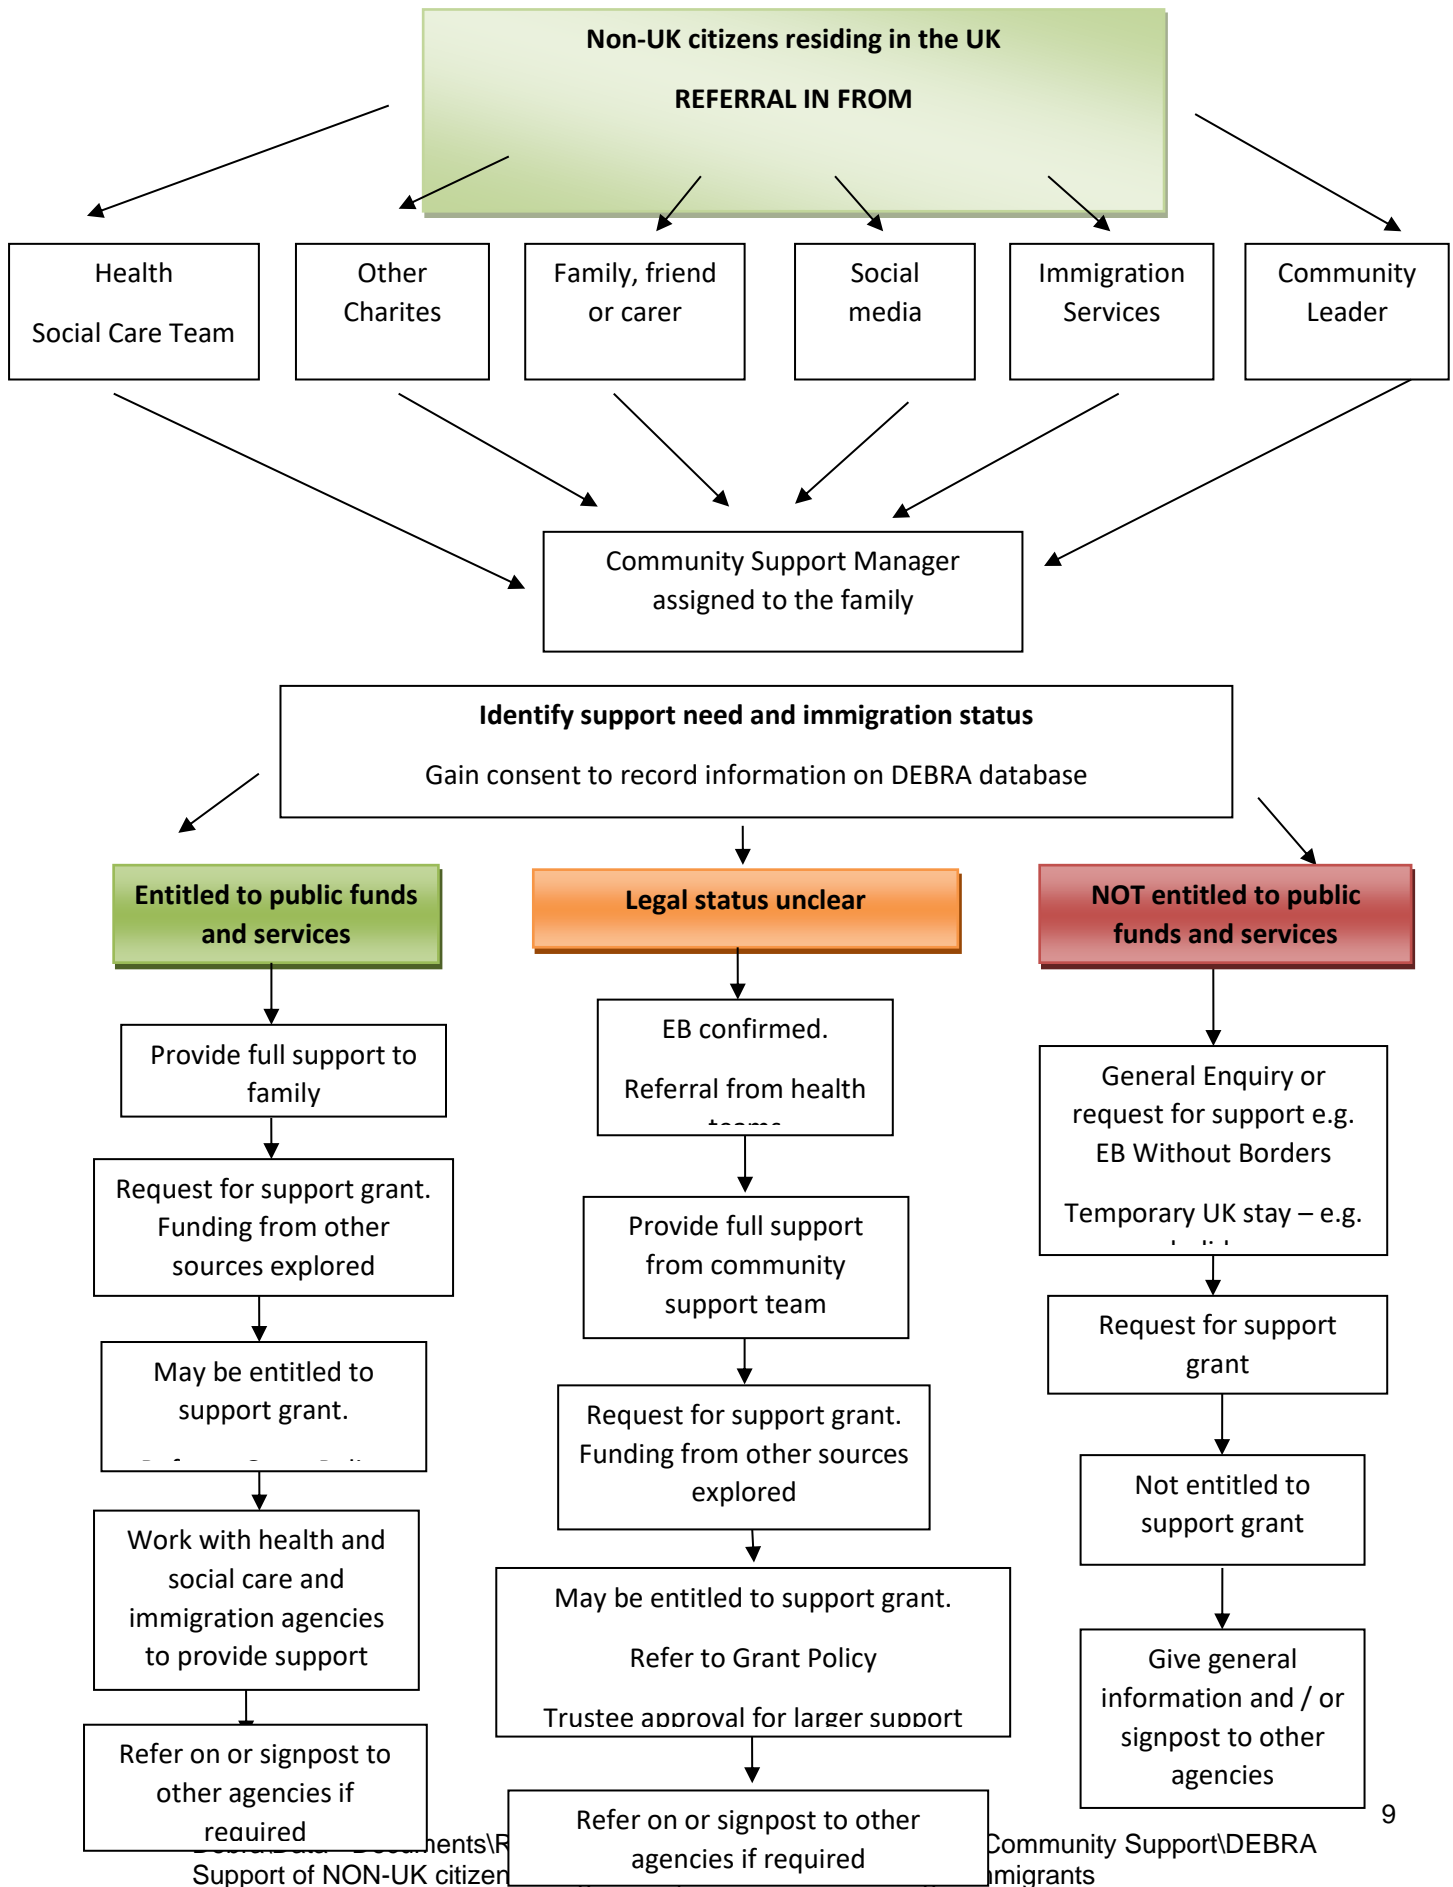 Non-UK citizens residing in the UK
REFERRAL IN FROM
Health
Social Care Team
Other
Charites
Family, friend
or carer
Social
media
Immigration
Services
Community
Leader
Community Support Manager
assigned to the family
Identify support need and immigration status
Gain consent to record information on DEBRA database
Entitled to public funds
and services
Provide full support to
family
Request for support grant.
Funding from other
sources explored
May be entitled to
support grant.
Work with health and
social care and
immigration agencies
to provide support
Refer on or signpost to
other agencies if
required
Legal status unclear
EB confirmed.
Referral from health
teams
Provide full support
from community
support team
Request for support grant.
Funding from other sources
explored
May be entitled to support grant.
Refer to Grant Policy
Trustee approval for larger support
Refer on or signpost to other
agencies if required
NOT entitled to public
funds and services
General Enquiry or
request for support e.g.
EB Without Borders
Temporary UK stay – e.g.
Request for support
grant
Not entitled to
support grant
Give general
information and / or
signpost to other
agencies
9
Community Support\DEBRA
Support of NON-UK